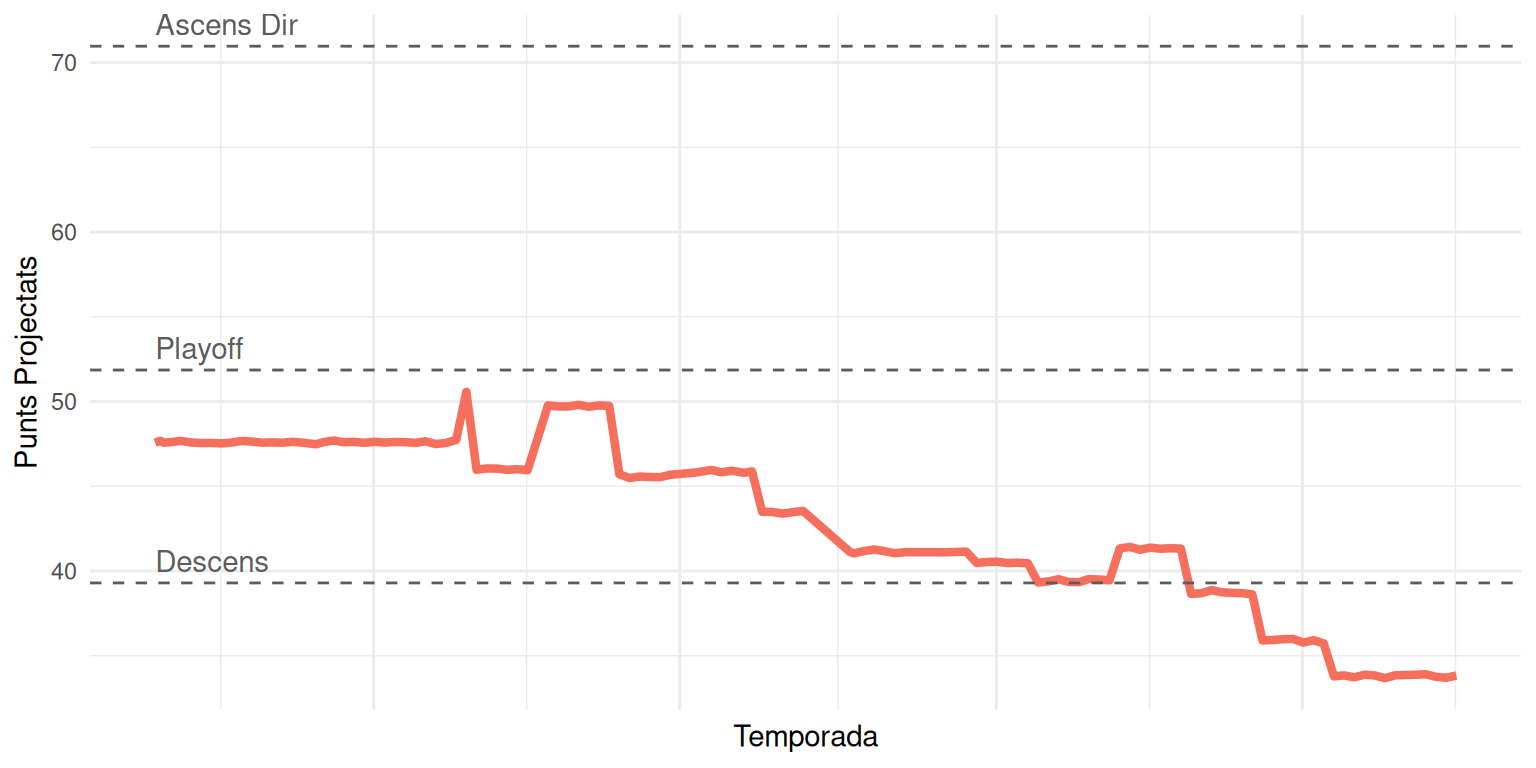 Ascens Dir
70
60
Playoff
50
Descens
40
Punts Projectats
Temporada